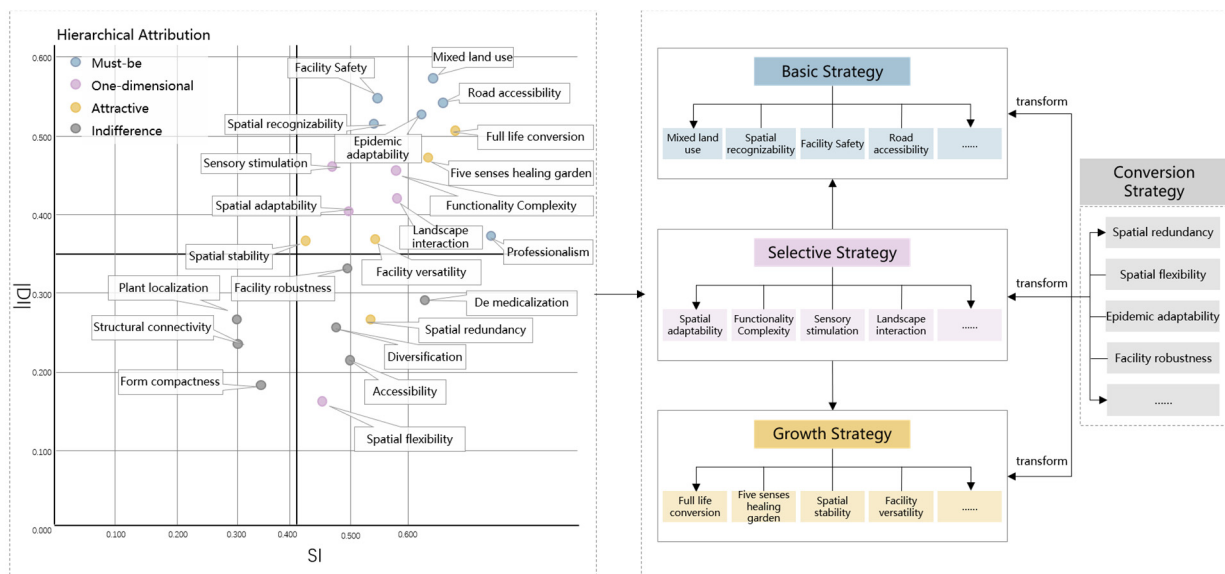 Hierarchical Attribution
Must-be
One-dimensional
Attractive
Indifference
0.600
0.500
0.400
0.300
0.200
0.100
0.000
|DI|
0.100
0.200
0.300
0.400
0.500
0.600
SI
Mixed land use
Facility Safety
Road accessibility
Spatial recognizability
Epidemic
adaptability
Full life conversion
Sensory stimulation
Five senses healing garden
Functionality Complexity
Spatial adaptability
Landscape
interaction
Professionalism
Spatial stability
Facility versatility
Facility robustness
Plant localization
De medicalization
Structural connectivity
Spatial redundancy
Diversification
Form compactness
Accessibility
Spatial flexibility
Basic Strategy
Mixed land
use
Spatial
recognizability
Facility Safety
Road
accessibility
......
transform
Selective Strategy
Spatial
adaptability
Functionality
Complexity
Sensory
stimulation
Landscape
interaction
......
transform
Growth Strategy
Full life
conversion
Five senses
healing
garden
Spatial
stability
Facility
versatility
......
transform
Conversion
Strategy
Spatial redundancy
Spatial flexibility
Epidemic adaptability
Facility robustness
......